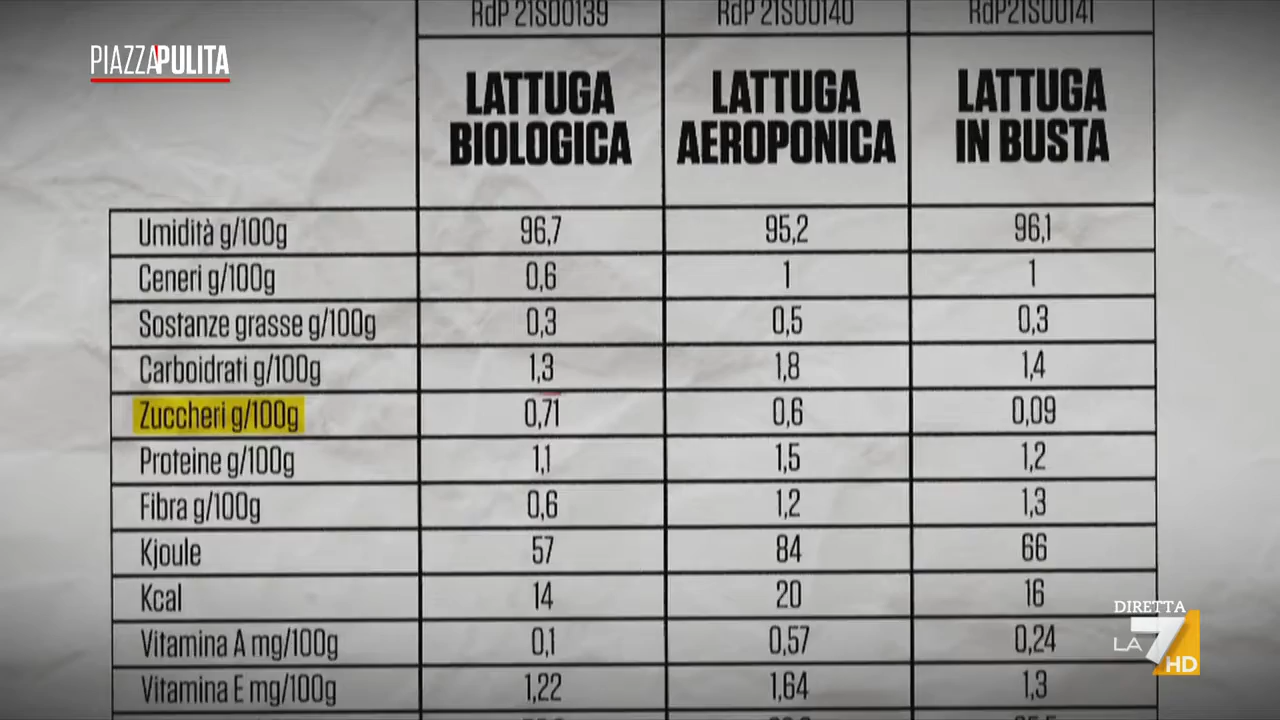 RdP 21S00139 RdP 21S00140 RdP21S00141
PIAZZAPULITA
LATTUGA BIOLOGICA LATTUGA AEROPONICA LATTUGA IN BUSTA
Umidità g/100g 96,7 95,2 96,1
Ceneri g/100g 0,6 1 1
Sostanze grasse g/100g 0,3 0,5 0,3
Carboidrati g/100g 1,3 1,8 1,4
Zuccheri g/100g 0,71 0,6 0,09
Proteine g/100g 1,1 1,5 1,2
Fibra g/100g 0,6 1,2 1,3
Kjoule 57 84 66
Kcal 14 20 16
Vitamina A mg/100g 0,1 0,57 0,24
Vitamina E mg/100g 1,22 1,64 1,3
DIRETTA
LA 7 HD